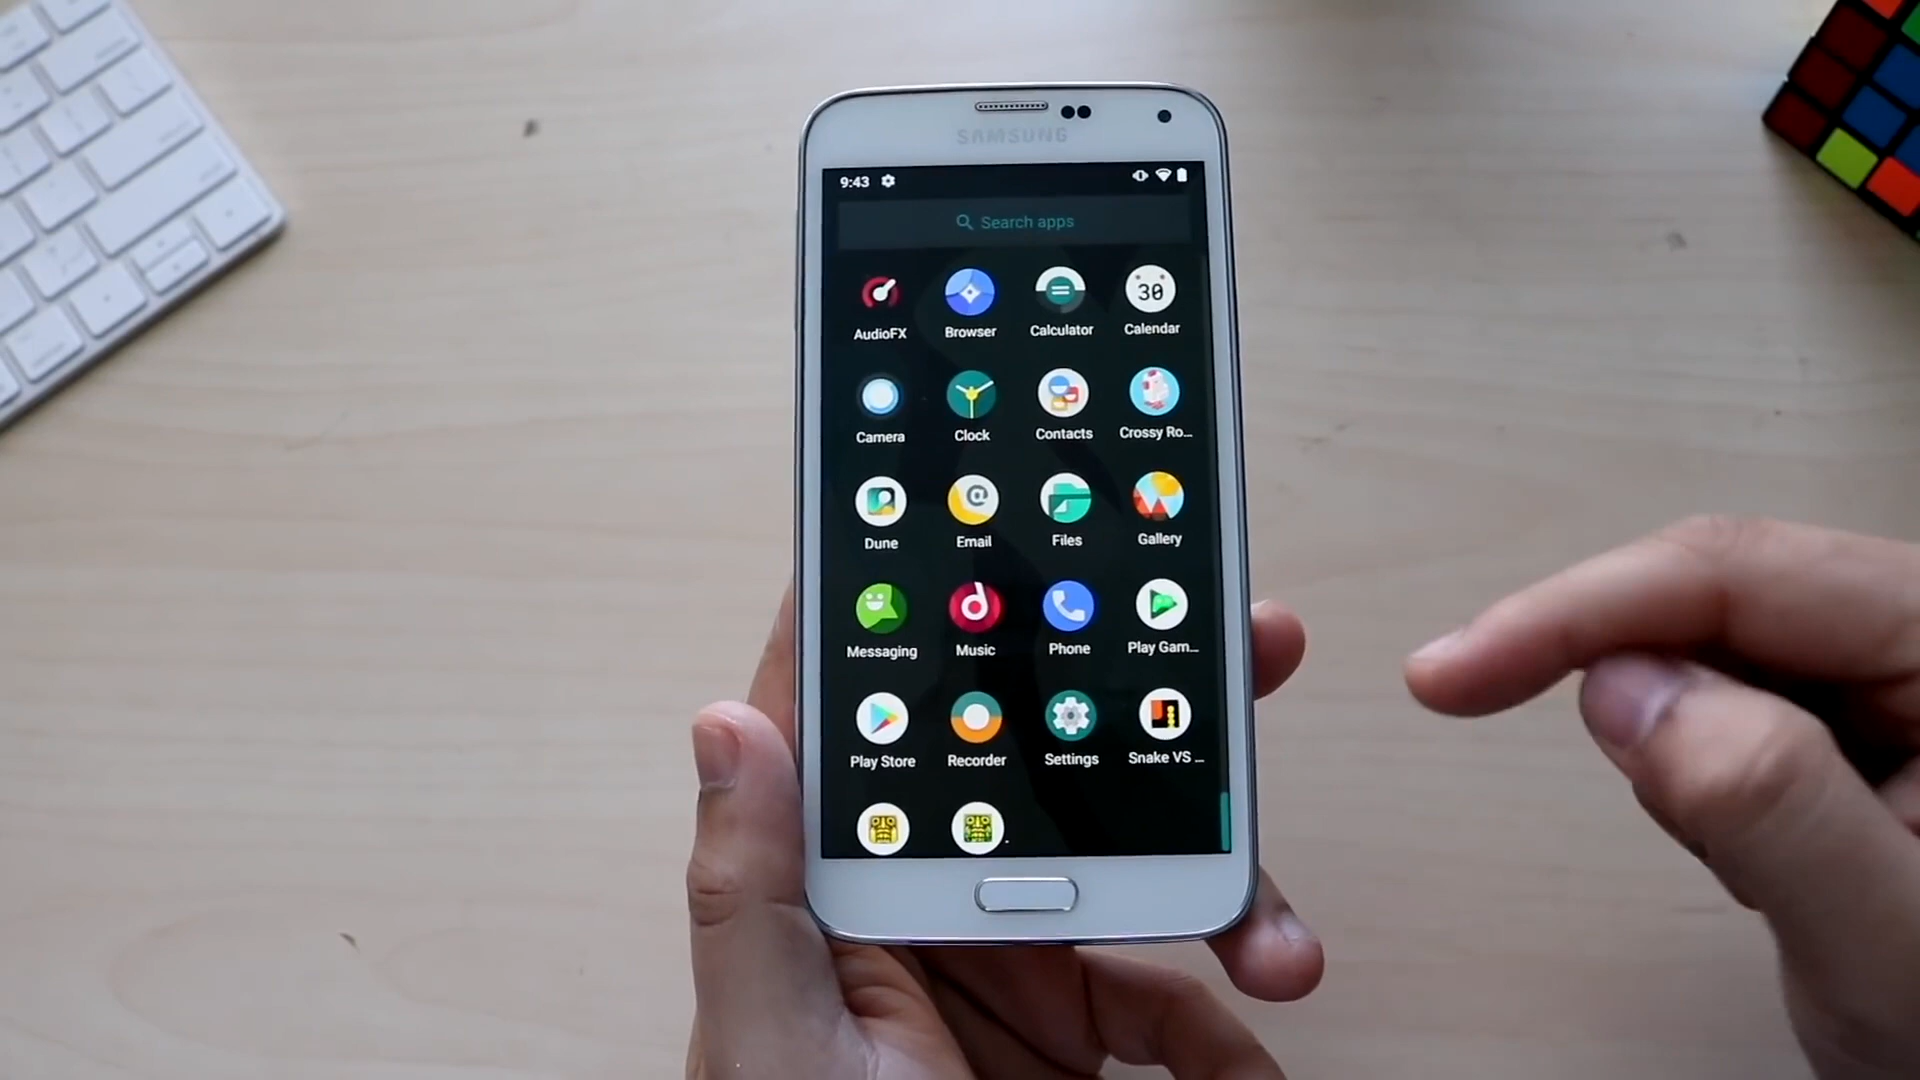 SAMSUNG
9:43
Search apps
AudioFX Browser Calculator Calendar
30
Camera Clock Contacts Crossy Ro...
Dune Email Files Gallery
Messaging Music Phone Play Gam...
Play Store Recorder Settings Snake VS ...